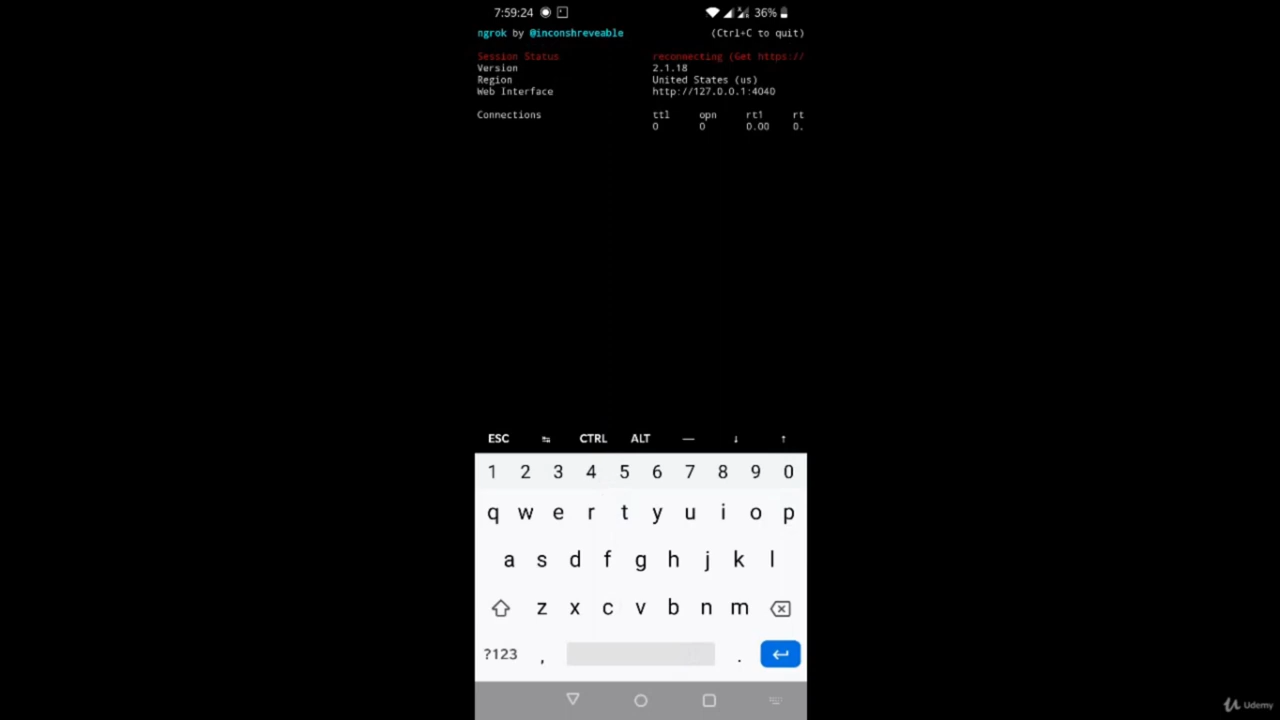 7:59:24 36%
ngrok by @inconshreveable (Ctrl+C to quit)
Session Status reconnecting (Get https://
Version 2.1.18
Region United States (us)
Web Interface http://127.0.0.1:4040
Connections ttl opn rt1 rt
0 0 0.00 0.
ESC ⇆ CTRL ALT — ↓ ↑
1 2 3 4 5 6 7 8 9 0
q w e r t y u i o p
a s d f g h j k l
z x c v b n m
?123 , .
Udemy